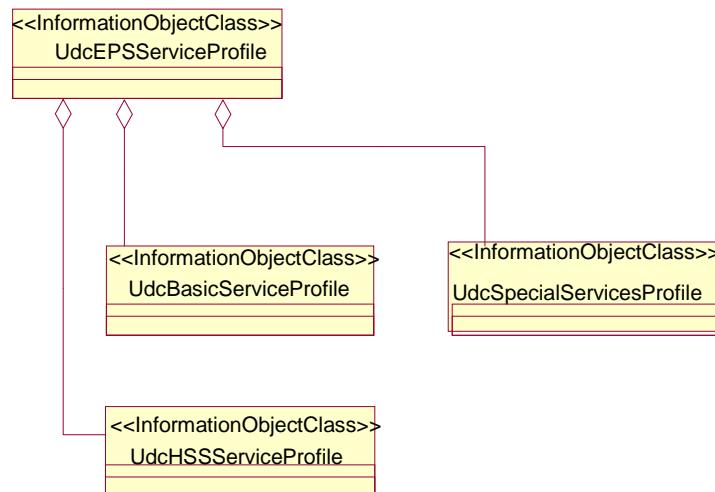 <<InformationObjectClass>>
UdcEPSServiceProfile
<<InformationObjectClass>>
UdcBasicServiceProfile
<<InformationObjectClass>>
UdcSpecialServicesProfile
<<InformationObjectClass>>
UdcHSSServiceProfile